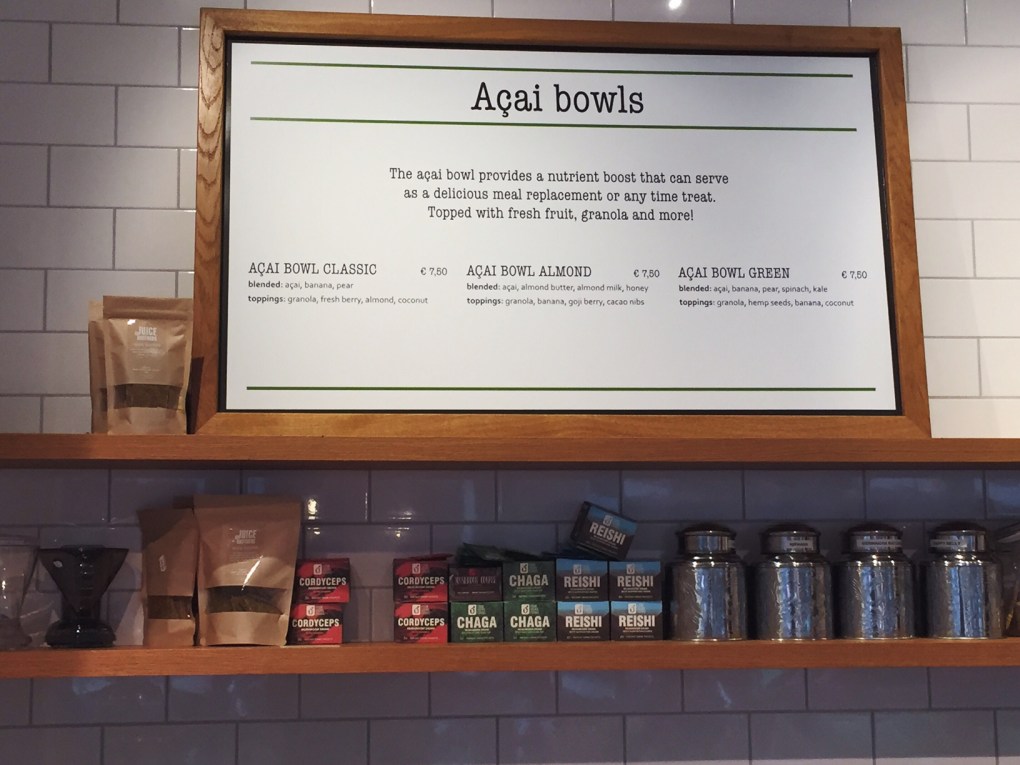 Açai bowls
The açai bowl provides a nutrient boost that can serve
as a delicious meal replacement or any time treat.
Topped with fresh fruit, granola and more!
AÇAI BOWL CLASSIC € 7,50
blended: açai, banana, pear
toppings: granola, fresh berry, almond, coconut
AÇAI BOWL ALMOND € 7,50
blended: açai, almond butter, almond milk, honey
toppings: granola, banana, goji berry, cacao nibs
AÇAI BOWL GREEN € 7,50
blended: açai, banana, pear, spinach, kale
toppings: granola, hemp seeds, banana, coconut
JUICE
JUICE
REISHI
CORDYCEPS
CORDYCEPS
CHAGA
REISHI
REISHI
CORDYCEPS
CORDYCEPS
CHAGA
CHAGA
REISHI
REISHI